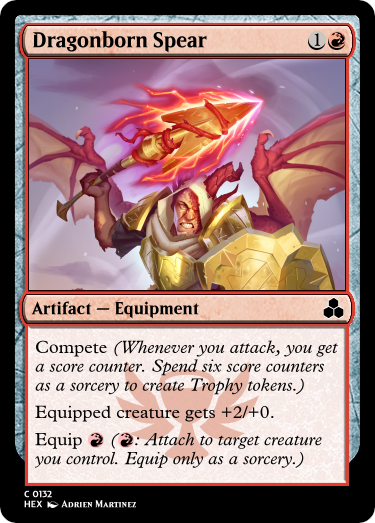 Dragonborn Spear 1
Artifact — Equipment
Compete (Whenever you attack, you get
a score counter. Spend six score counters
as a sorcery to create Trophy tokens.)
Equipped creature gets +2/+0.
Equip (: Attach to target creature
you control. Equip only as a sorcery.)
C 0132
HEX Adrien Martinez